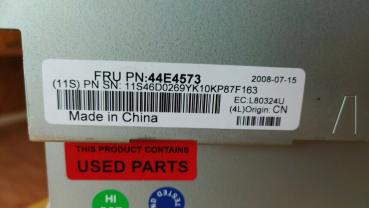 FRU PN:44E4573
2008-07-15
(11S) PN SN: 11S46D0269YK10KP87F163
EC:L80324U
(4L)Origin: CN
Made in China
THIS PRODUCT CONTAINS
USED PARTS
HI